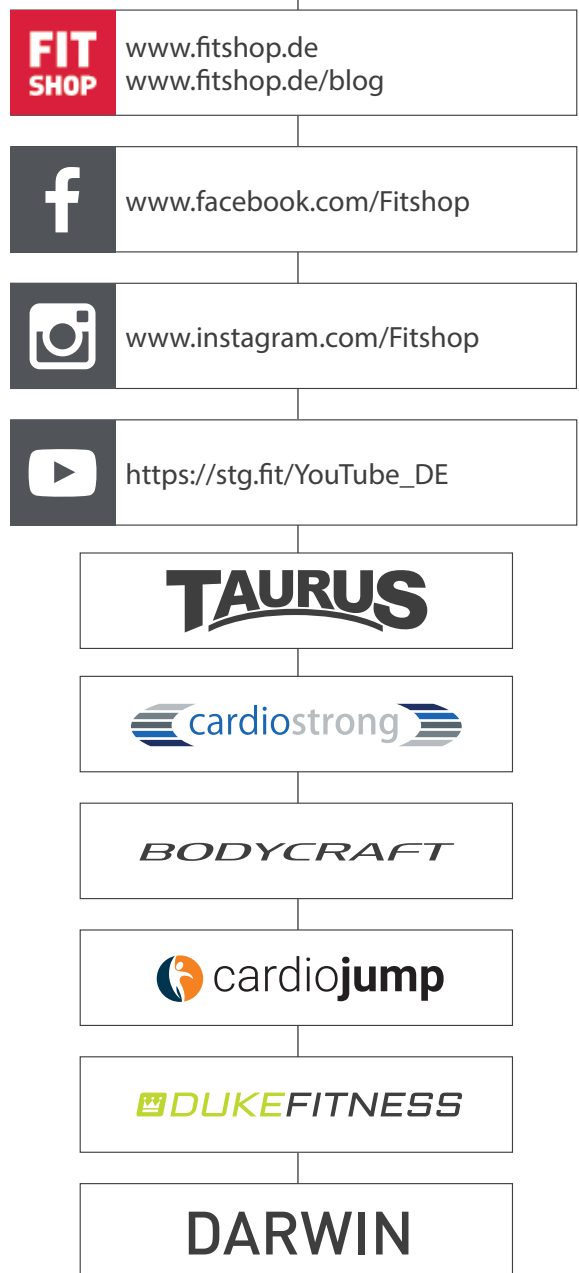 FIT
SHOP
www.fitshop.de
www.fitshop.de/blog
f
www.facebook.com/Fitshop
www.instagram.com/Fitshop
https://stg.fit/YouTube_DE
TAURUS
cardiostrong
BODYCRAFT
cardiojump
DUKEFITNESS
DARWIN